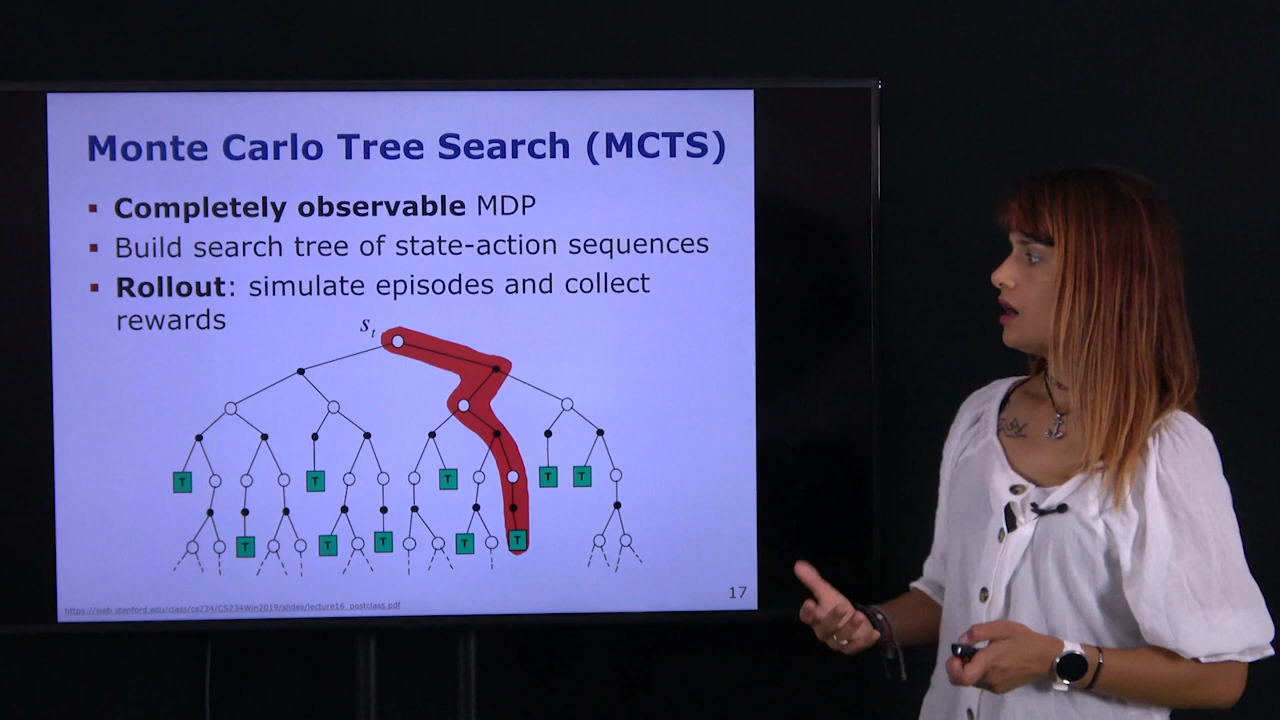 Monte Carlo Tree Search (MCTS)
▪ Completely observable MDP
▪ Build search tree of state-action sequences
▪ Rollout: simulate episodes and collect
rewards
s_t
T T T T T
T T T T T
17
https://web.stanford.edu/class/cs234/CS234Win2019/slides/lecture16_postclass.pdf